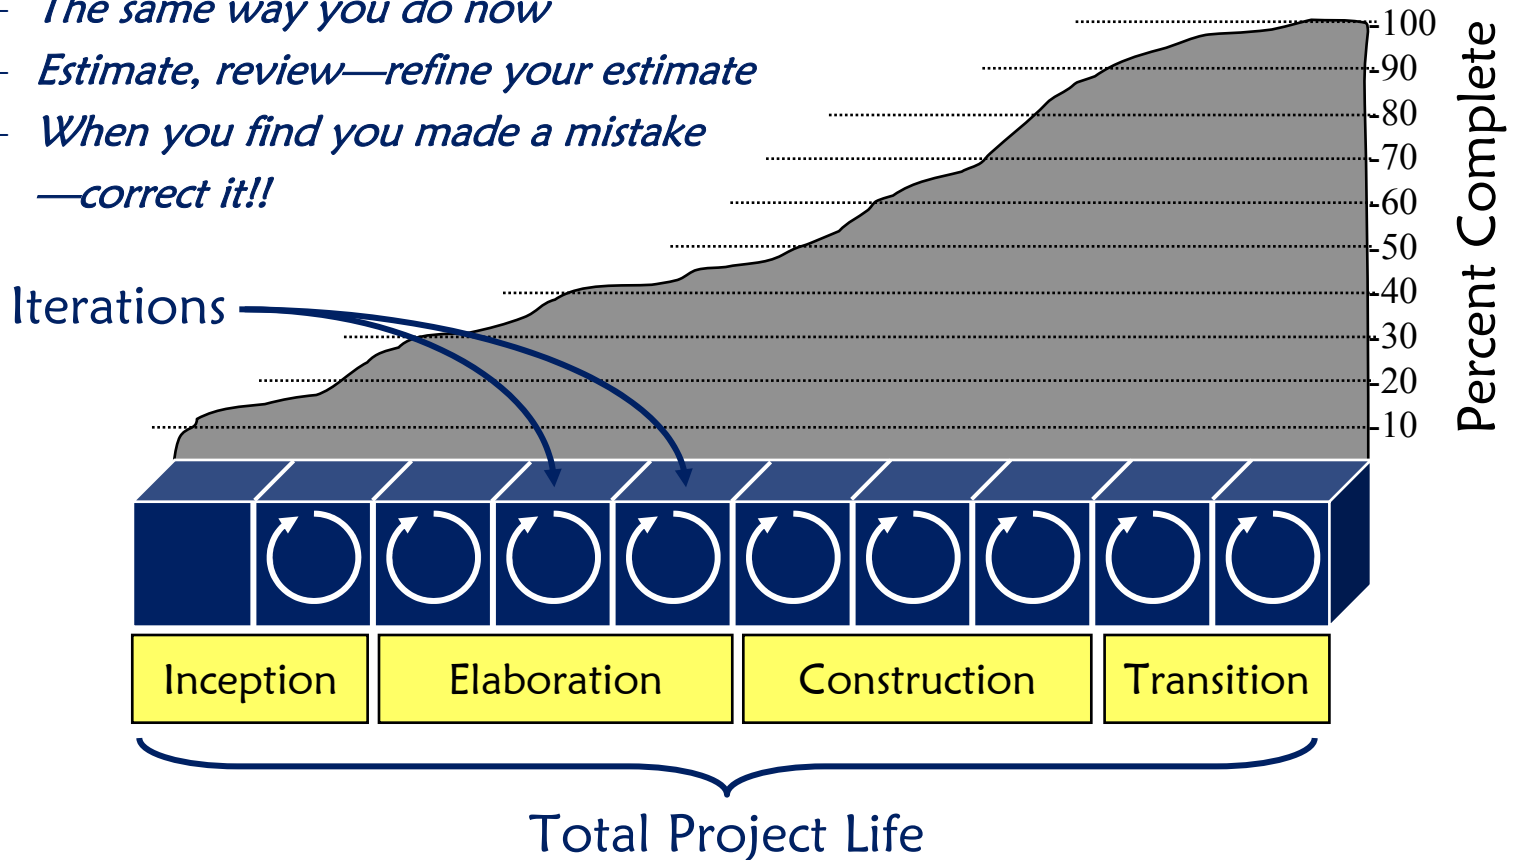 - The same way you do now
- Estimate, review—refine your estimate
- When you find you made a mistake
—correct it!!
Iterations
100
90
80
70
60
50
40
30
20
10
Percent Complete
Inception
Elaboration
Construction
Transition
Total Project Life